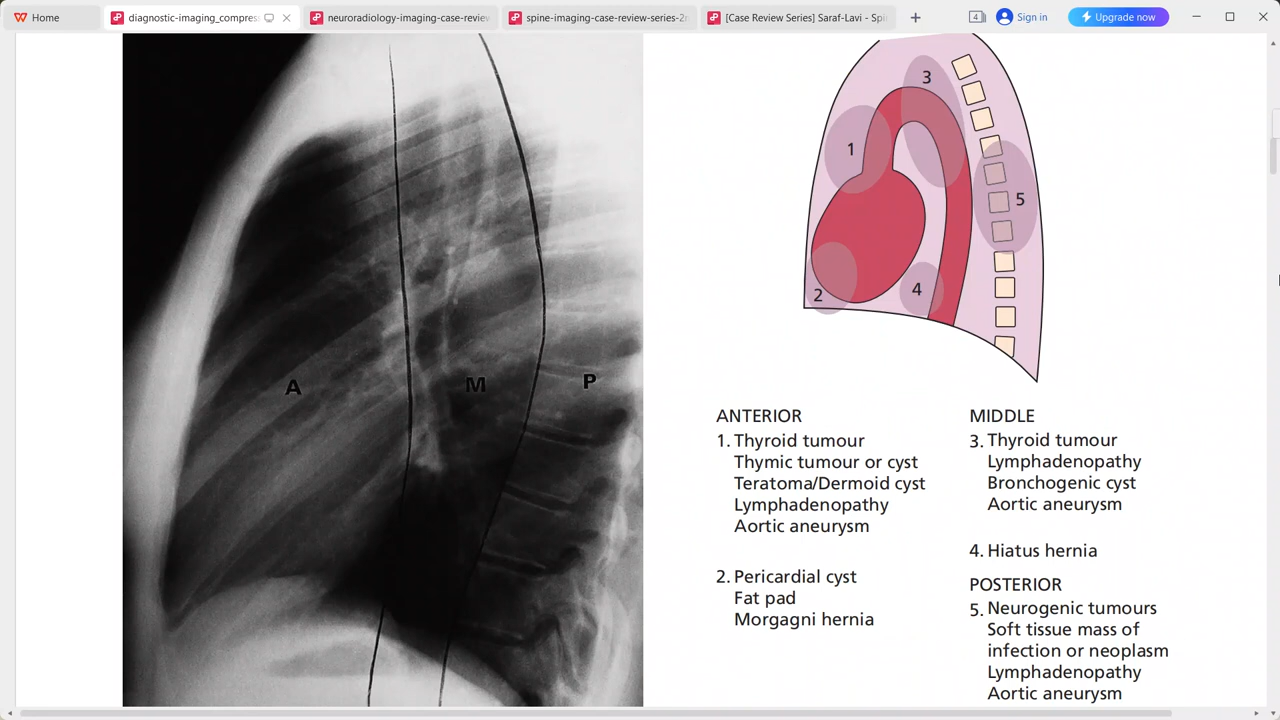 Home
diagnostic-imaging_compres
neuroradiology-imaging-case-review
spine-imaging-case-review-series-2
[Case Review Series] Saraf-Lavi - Spi
4
Sign in
Upgrade now
A
M
P
1
2
3
4
5
ANTERIOR
1. Thyroid tumour
Thymic tumour or cyst
Teratoma/Dermoid cyst
Lymphadenopathy
Aortic aneurysm
2. Pericardial cyst
Fat pad
Morgagni hernia
MIDDLE
3. Thyroid tumour
Lymphadenopathy
Bronchogenic cyst
Aortic aneurysm
4. Hiatus hernia
POSTERIOR
5. Neurogenic tumours
Soft tissue mass of
infection or neoplasm
Lymphadenopathy
Aortic aneurysm